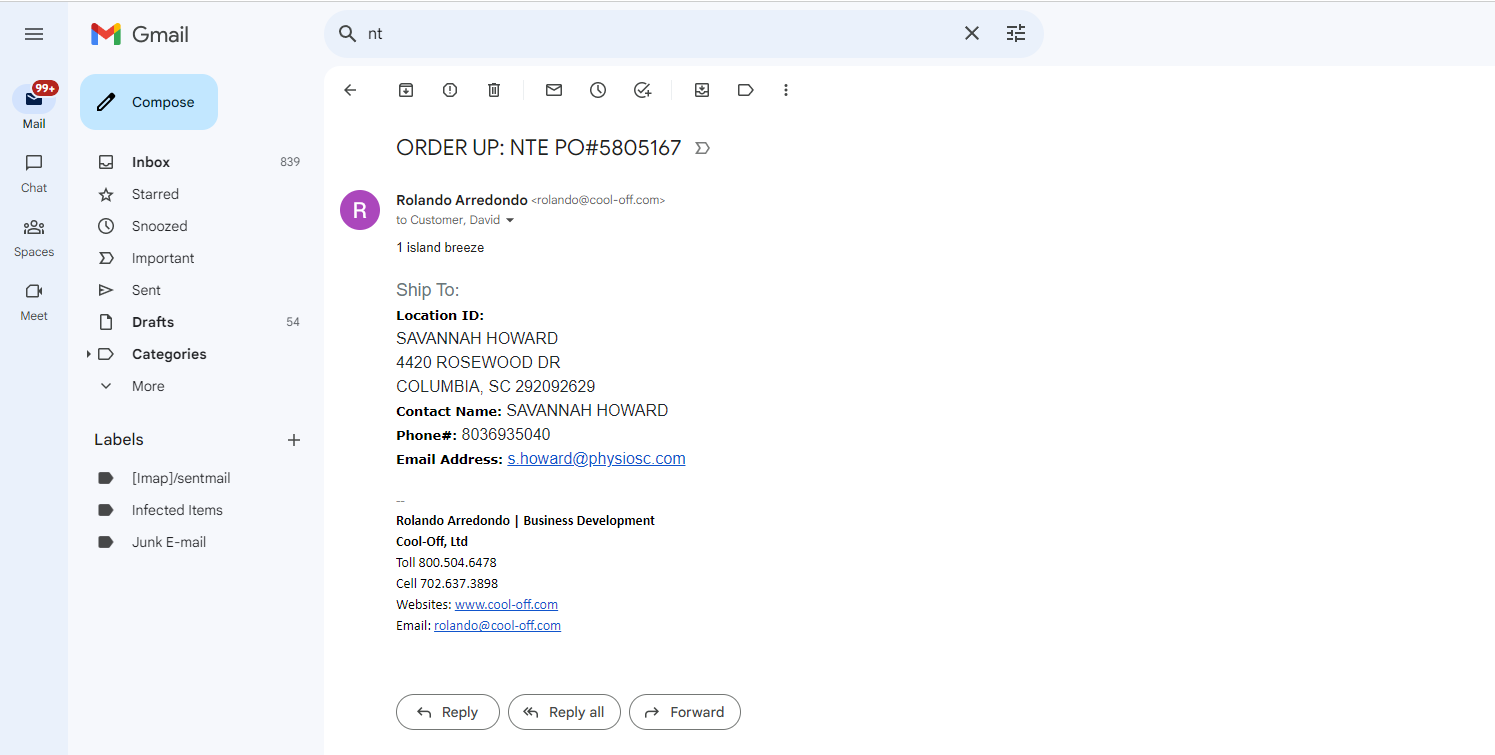 Gmail
nt
99+
Mail
Chat
Spaces
Meet
Compose
Inbox 839
Starred
Snoozed
Important
Sent
Drafts 54
Categories
More
Labels
[Imap]/sentmail
Infected Items
Junk E-mail
ORDER UP: NTE PO#5805167
R
Rolando Arredondo <rolando@cool-off.com>
to Customer, David
1 island breeze
Ship To:
Location ID:
SAVANNAH HOWARD
4420 ROSEWOOD DR
COLUMBIA, SC 292092629
Contact Name: SAVANNAH HOWARD
Phone#: 8036935040
Email Address: s.howard@physiosc.com
--
Rolando Arredondo | Business Development
Cool-Off, Ltd
Toll 800.504.6478
Cell 702.637.3898
Websites: www.cool-off.com
Email: rolando@cool-off.com
Reply Reply all Forward